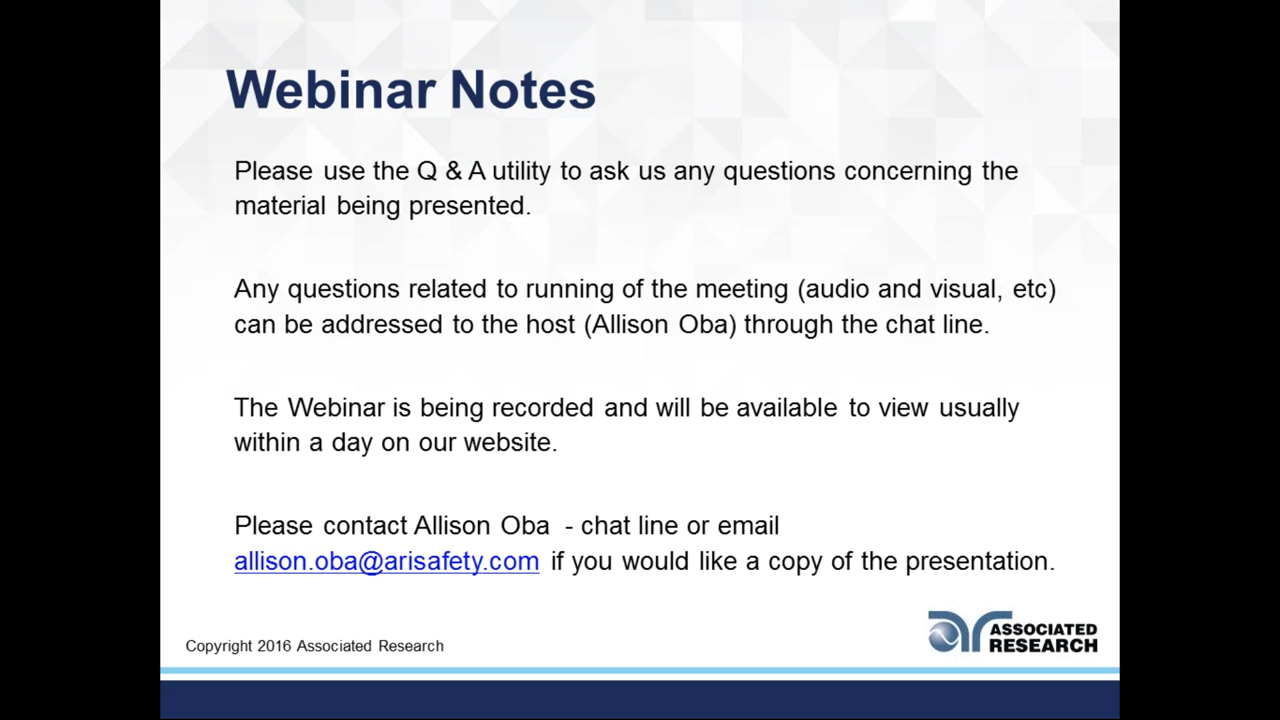 Webinar Notes
Please use the Q & A utility to ask us any questions concerning the
material being presented.
Any questions related to running of the meeting (audio and visual, etc)
can be addressed to the host (Allison Oba) through the chat line.
The Webinar is being recorded and will be available to view usually
within a day on our website.
Please contact Allison Oba - chat line or email
allison.oba@arisafety.com if you would like a copy of the presentation.
Copyright 2016 Associated Research
ar ASSOCIATED
RESEARCH